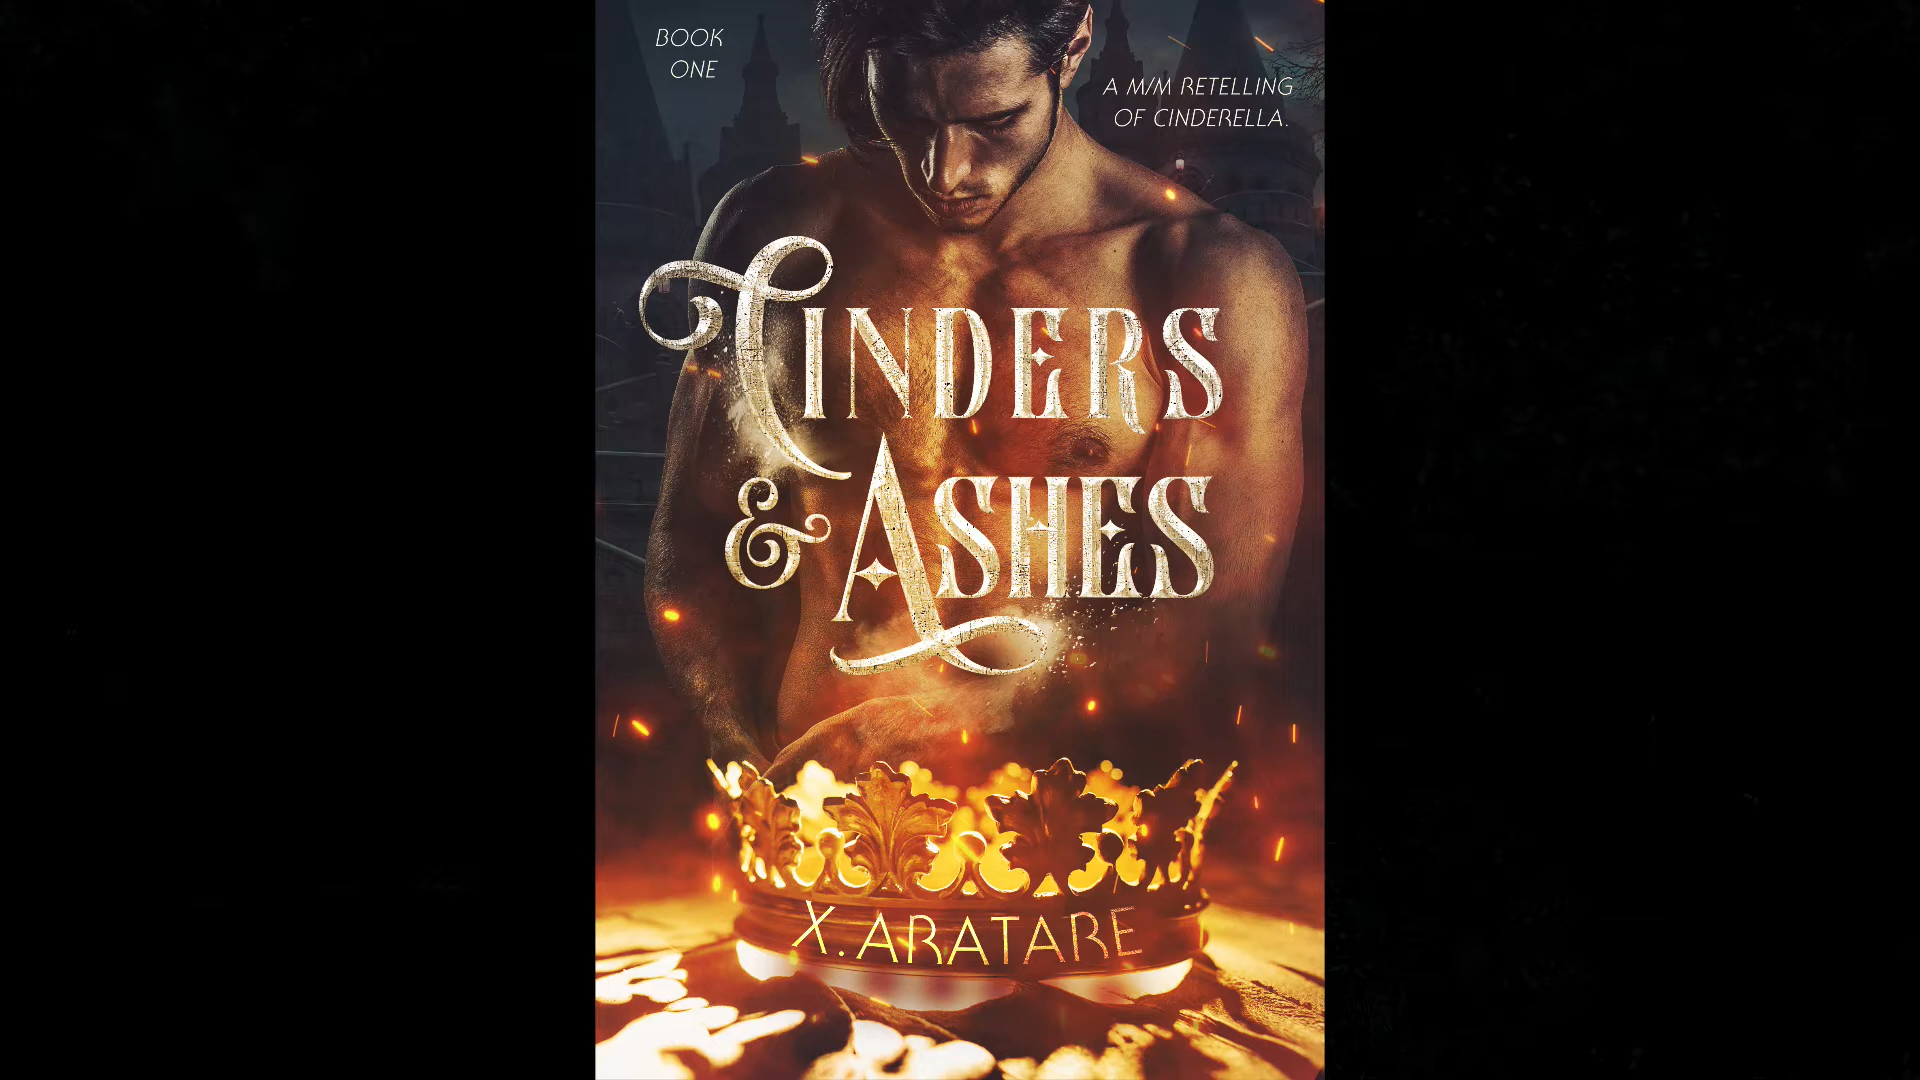 BOOK
ONE
A M/M RETELLING
OF CINDERELLA.
CINDERS
& ASHES
X. ARATARE